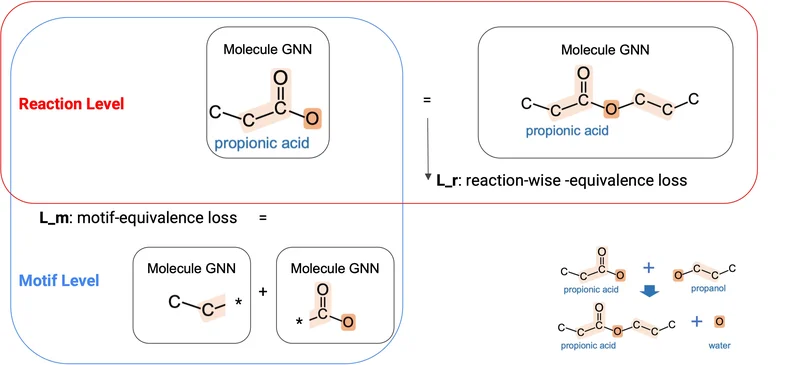 Molecule GNN
O
C
C
C
O
propionic acid
Reaction Level
=
Molecule GNN
O
C
C
C
O
C
C
C
propionic acid
L_r: reaction-wise -equivalence loss
L_m: motif-equivalence loss =
Motif Level
Molecule GNN
C
C
*
+
Molecule GNN
O
*
C
O
O
C
C
C
O
propionic acid
+
O
C
C
C
propanol
O
C
C
C
O
C
C
C
propionic acid
+
O
water